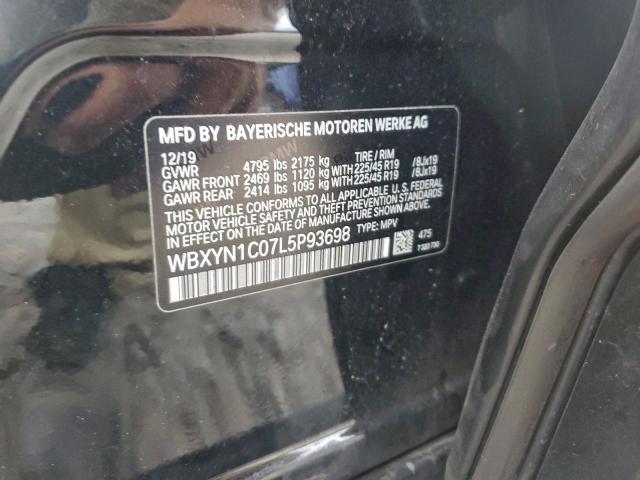 MFD BY BAYERISCHE MOTOREN WERKE AG
12/19
GVWR 4795 lbs 2175 kg TIRE / RIM
GAWR FRONT 2469 lbs 1120 kg WITH 225/45 R19 /8Jx19
GAWR REAR 2414 lbs 1095 kg WITH 225/45 R19 /8Jx19
THIS VEHICLE CONFORMS TO ALL APPLICABLE U.S. FEDERAL
MOTOR VEHICLE SAFETY AND THEFT PREVENTION STANDARDS
IN EFFECT ON THE DATE OF MANUFACTURE SHOWN ABOVE.
WBXYN1C07L5P93698 TYPE: MPV
475